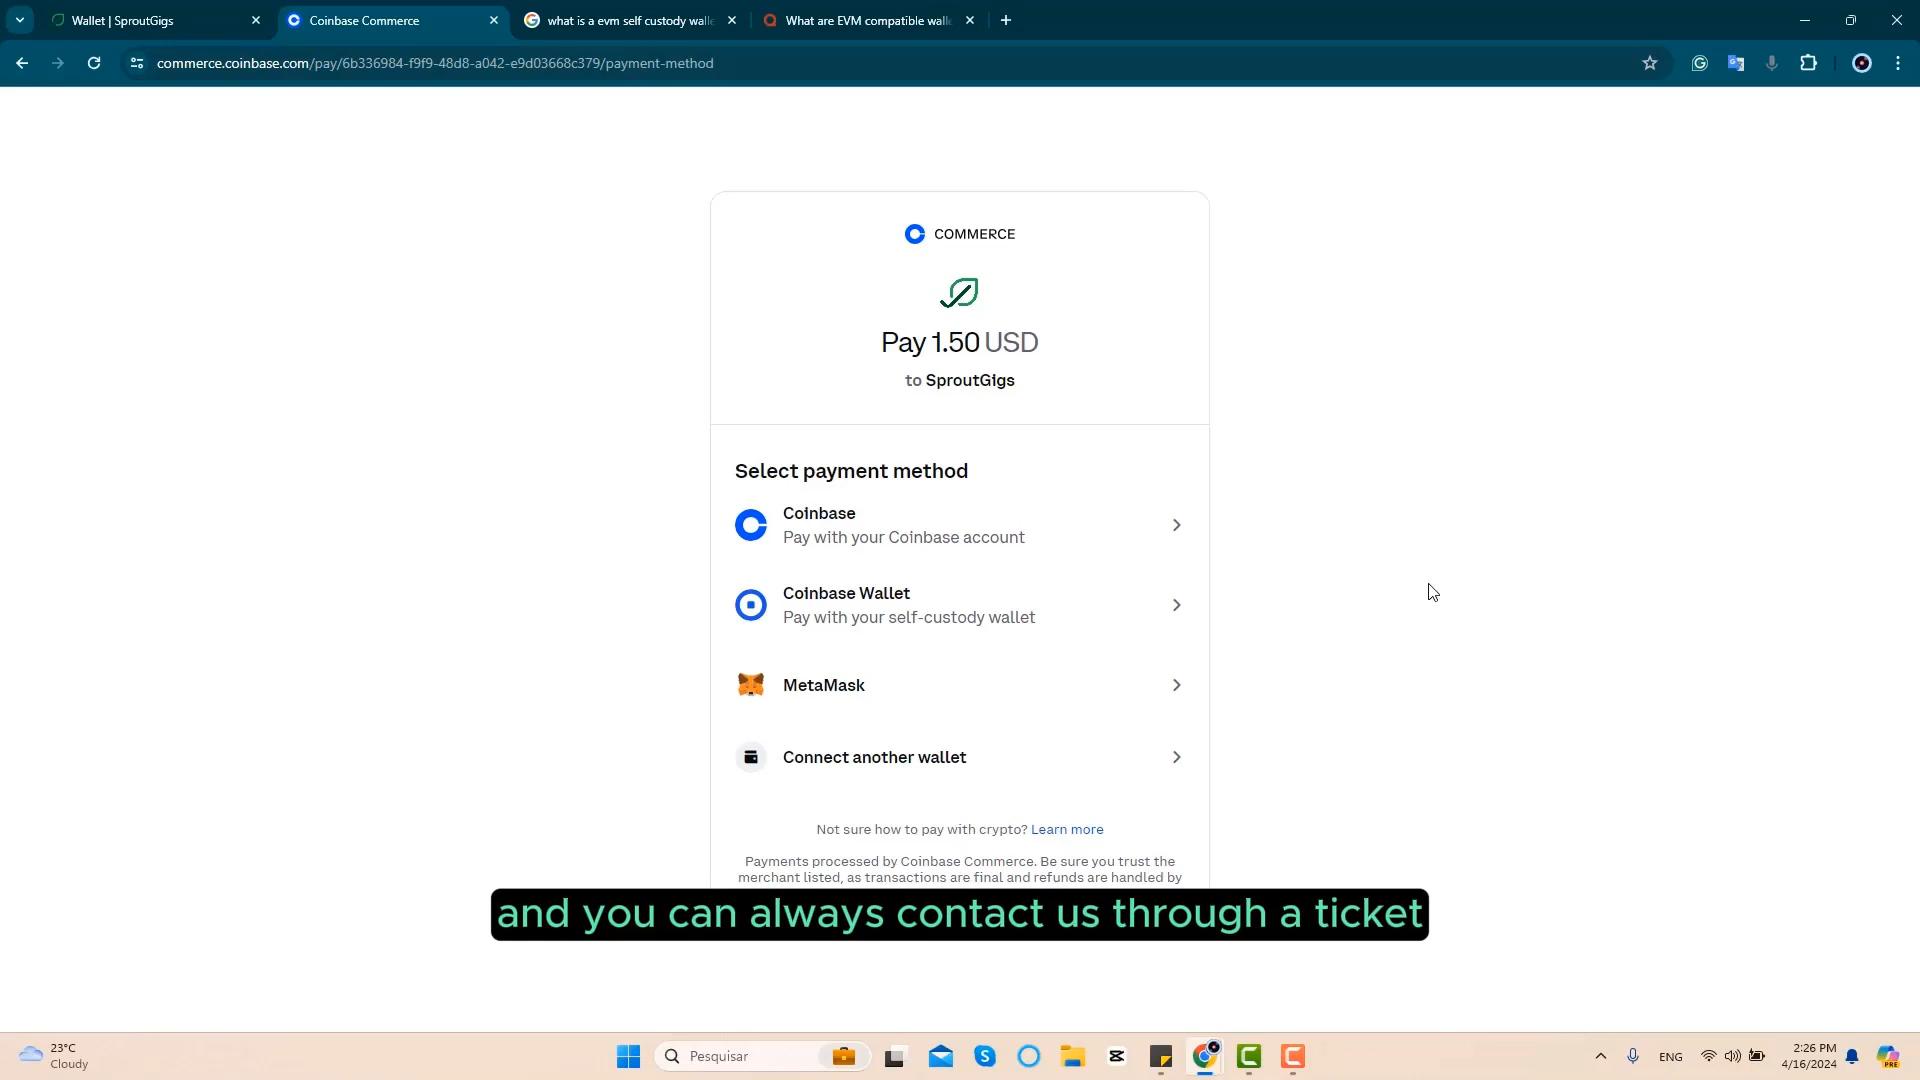 Wallet | SproutGigs
Coinbase Commerce
what is a evm self custody walle
What are EVM compatible walle
commerce.coinbase.com/pay/6b336984-f9f9-48d8-a042-e9d03668c379/payment-method
COMMERCE
Pay 1.50 USD
to SproutGigs
Select payment method
Coinbase
Pay with your Coinbase account
Coinbase Wallet
Pay with your self-custody wallet
MetaMask
Connect another wallet
Not sure how to pay with crypto? Learn more
Payments processed by Coinbase Commerce. Be sure you trust the
merchant listed, as transactions are final and refunds are handled by
and you can always contact us through a ticket
23°C
Cloudy
Pesquisar
ENG
2:26 PM
4/16/2024
PRE